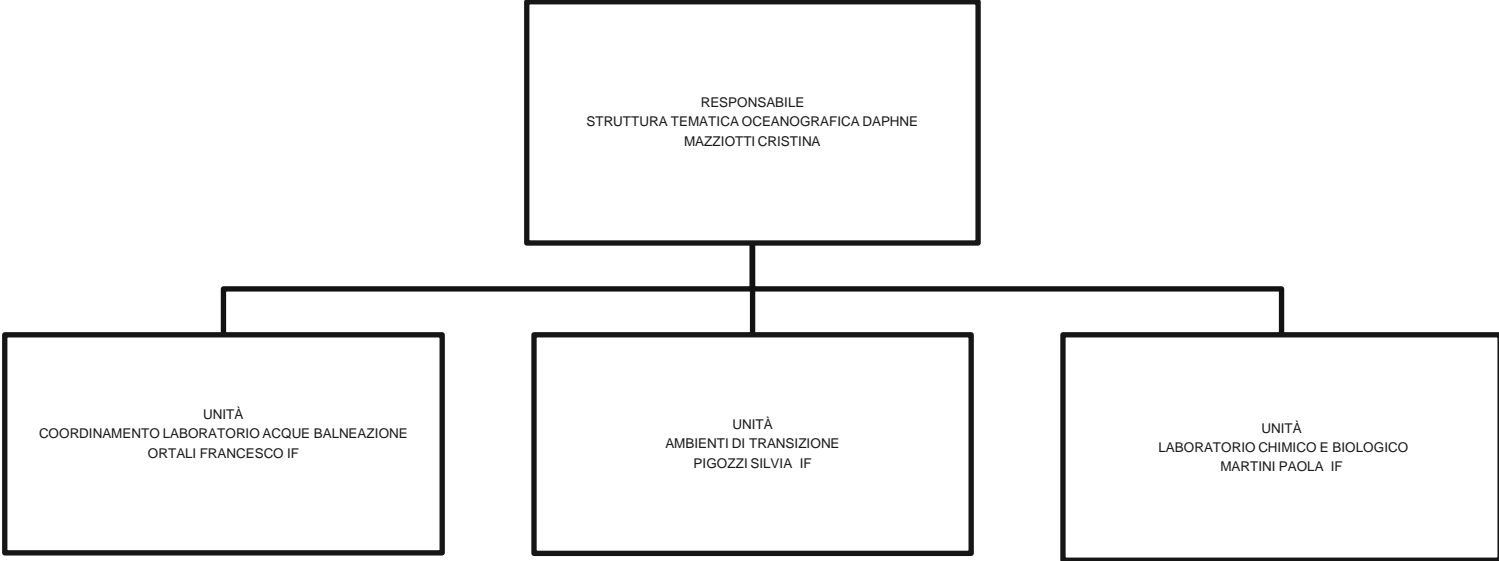 RESPONSABILE
STRUTTURA TEMATICA OCEANOGRAFICA DAPHNE
MAZZIOTTI CRISTINA
UNITÀ
COORDINAMENTO LABORATORIO ACQUE BALNEAZIONE
ORTALI FRANCESCO IF
UNITÀ
AMBIENTI DI TRANSIZIONE
PIGOZZI SILVIA IF
UNITÀ
LABORATORIO CHIMICO E BIOLOGICO
MARTINI PAOLA IF